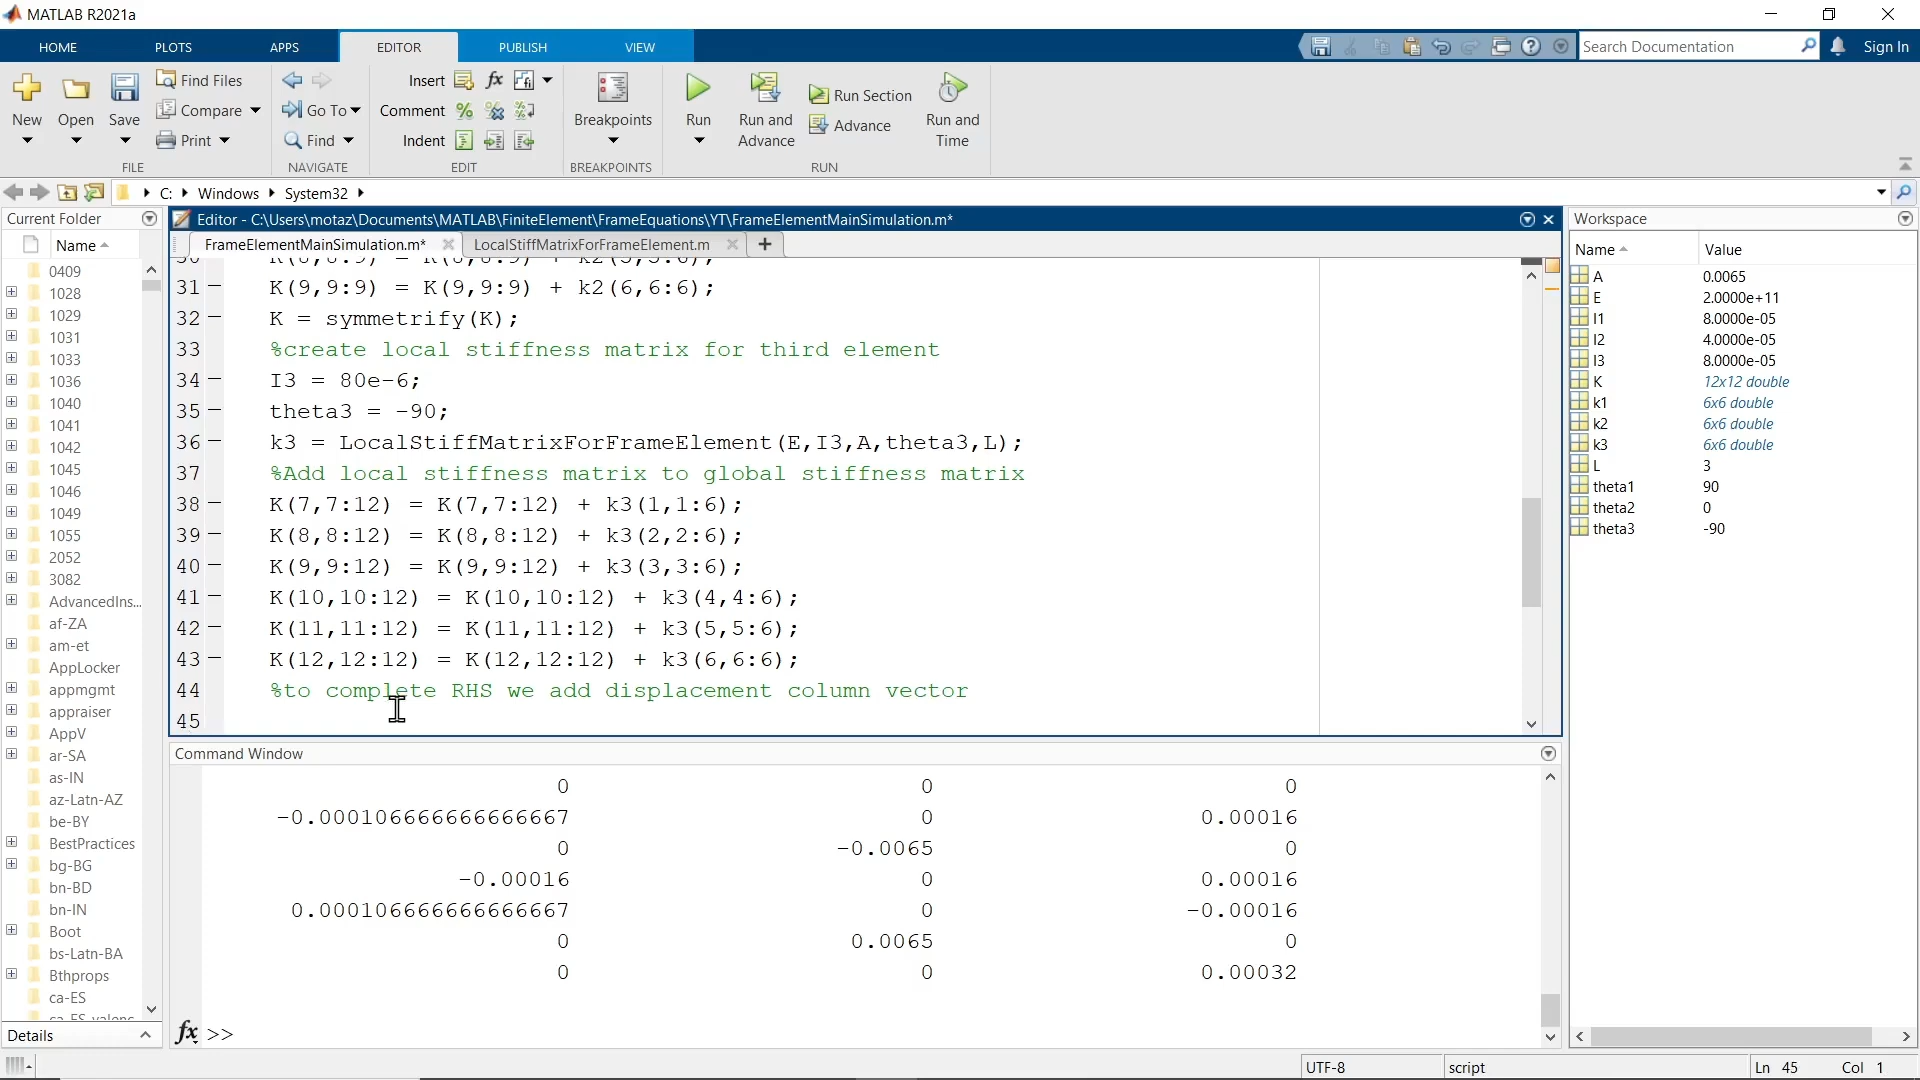 MATLAB R2021a
HOME PLOTS APPS EDITOR PUBLISH VIEW
Search Documentation
Sign In
New
Open
Save
Find Files
Compare
Print
FILE
Go To
Find
NAVIGATE
Insert
fx
Comment
Indent
EDIT
Breakpoints
BREAKPOINTS
Run
Run and Advance
Run Section
Advance
Run and Time
RUN
C: Windows System32
Current Folder
Name
0409
1028
1029
1031
1033
1036
1040
1041
1042
1045
1046
1049
1055
2052
3082
AdvancedIns...
af-ZA
am-et
AppLocker
appmgmt
appraiser
AppV
ar-SA
as-IN
az-Latn-AZ
be-BY
BestPractices
bg-BG
bn-BD
bn-IN
Boot
bs-Latn-BA
Bthprops
ca-ES
Details
Editor - C:\Users\motaz\Documents\MATLAB\FiniteElement\FrameEquations\YT\FrameElementMainSimulation.m*
FrameElementMainSimulation.m*
LocalStiffMatrixForFrameElement.m
31 K(9,9:9) = K(9,9:9) + k2(6,6:6);
32 K = symmetrify(K);
33 %create local stiffness matrix for third element
34 I3 = 80e-6;
35 theta3 = -90;
36 k3 = LocalStiffMatrixForFrameElement(E,I3,A,theta3,L);
37 %Add local stiffness matrix to global stiffness matrix
38 K(7,7:12) = K(7,7:12) + k3(1,1:6);
39 K(8,8:12) = K(8,8:12) + k3(2,2:6);
40 K(9,9:12) = K(9,9:12) + k3(3,3:6);
41 K(10,10:12) = K(10,10:12) + k3(4,4:6);
42 K(11,11:12) = K(11,11:12) + k3(5,5:6);
43 K(12,12:12) = K(12,12:12) + k3(6,6:6);
44 %to complete RHS we add displacement column vector
45
Command Window
0 0 0
-0.000106666666666667 0 0.00016
0 -0.0065 0
-0.00016 0 0.00016
0.000106666666666667 0 -0.00016
0 0.0065 0
0 0 0.00032
fx >>
Workspace
Name Value
A 0.0065
E 2.0000e+11
I1 8.0000e-05
I2 4.0000e-05
I3 8.0000e-05
K 12x12 double
k1 6x6 double
k2 6x6 double
k3 6x6 double
L 3
theta1 90
theta2 0
theta3 -90
UTF-8
script
Ln 45 Col 1